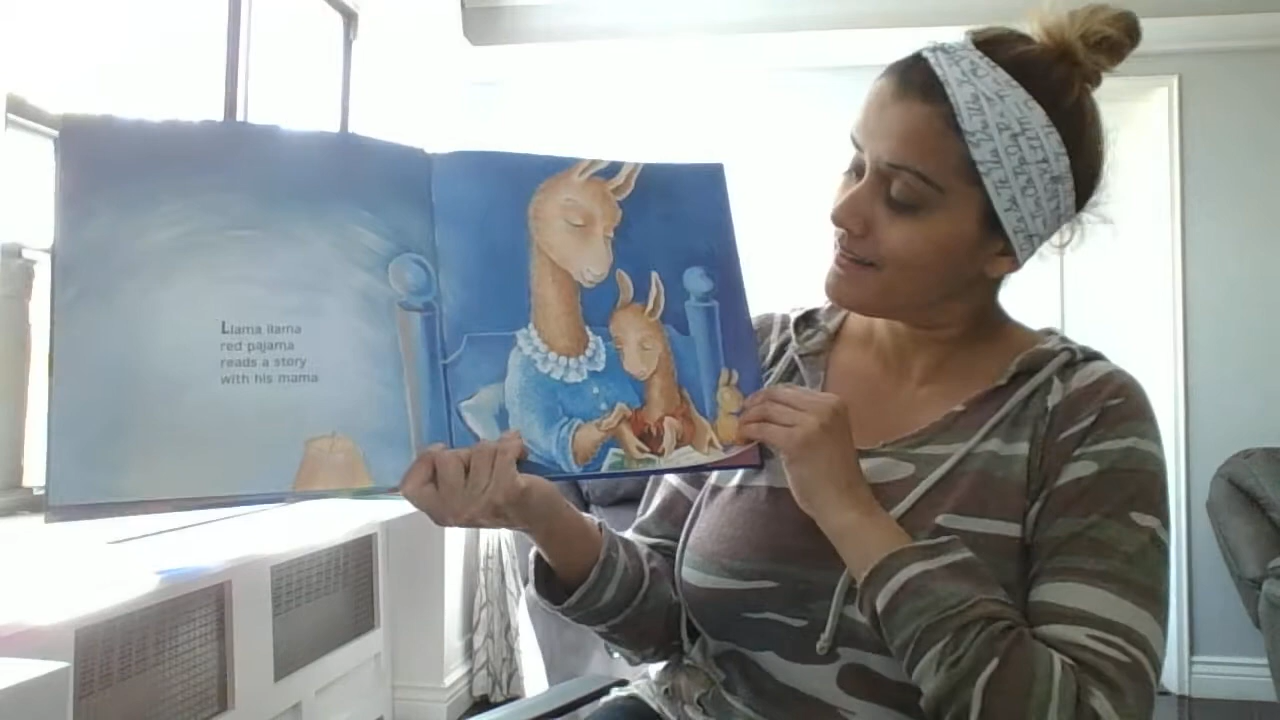 Llama llama
red pajama
reads a story
with his mama